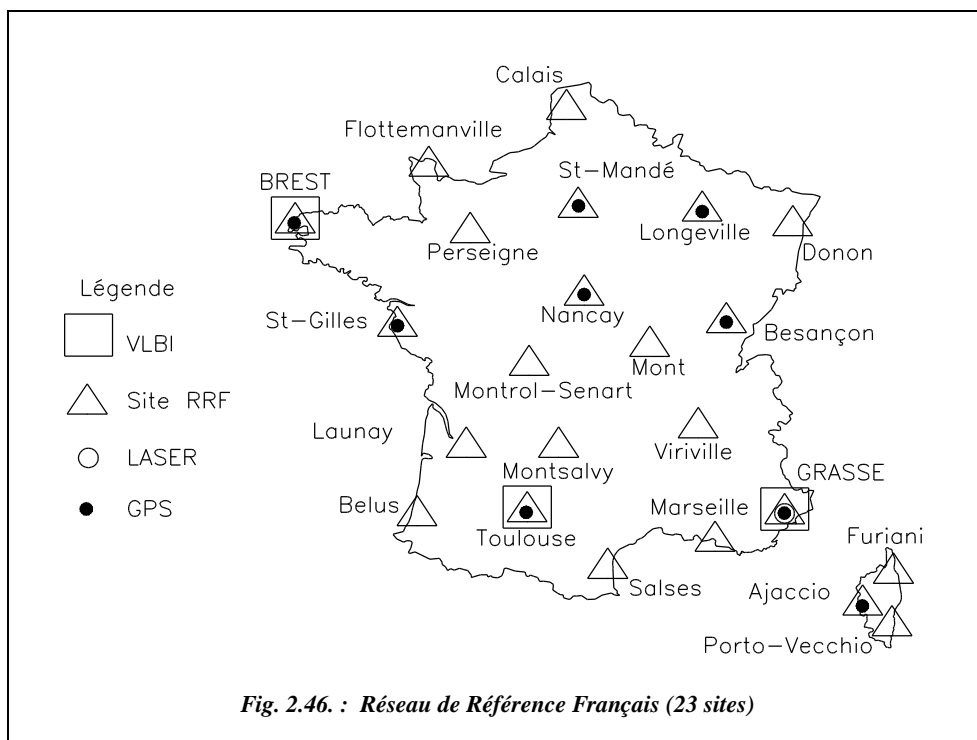 Calais
Flottemanville
St-Mandé
BREST
Perseigne
Longeville
Donon
Légende
VLBI
Site RRF
LASER
GPS
St-Gilles
Nancay
Besançon
Mont
Montrol-Senart
Launay
Montsalvy
Viriville
GRASSE
Belus
Toulouse
Marseille
Furiani
Salses
Ajaccio
Porto-Vecchio
Fig. 2.46. : Réseau de Référence Français (23 sites)